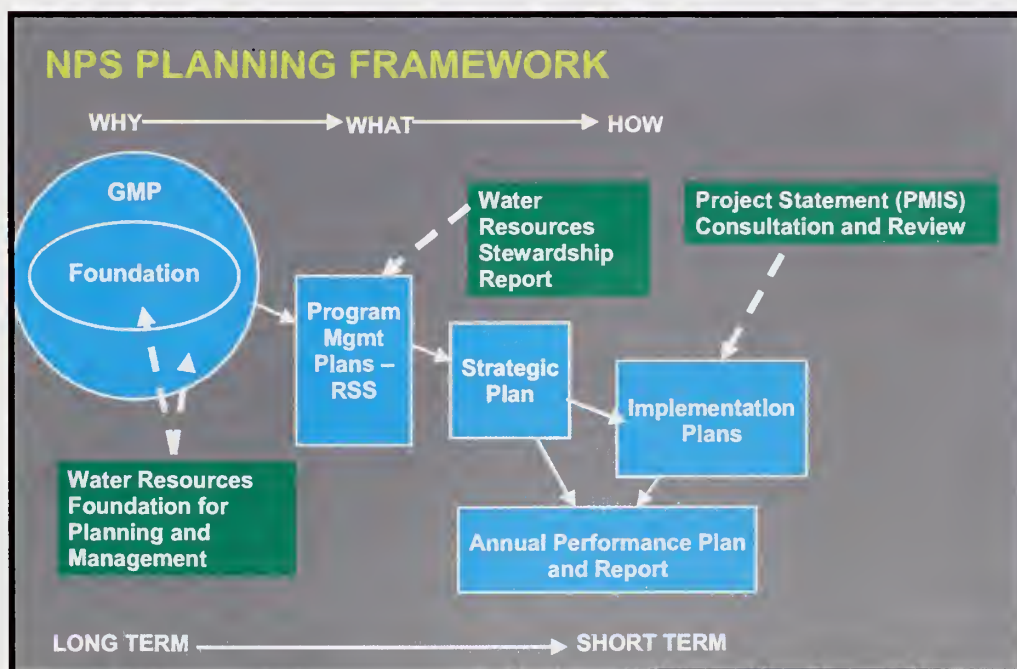 NPS PLANNING FRAMEWORK
WHY WHAT HOW
GMP
Foundation
Water
Resources
Stewardship
Report
Project Statement (PMIS)
Consultation and Review
Program
Mgmt
Plans –
RSS
Strategic
Plan
Implementation
Plans
Water Resources
Foundation for
Planning and
Management
Annual Performance Plan
and Report
LONG TERM SHORT TERM